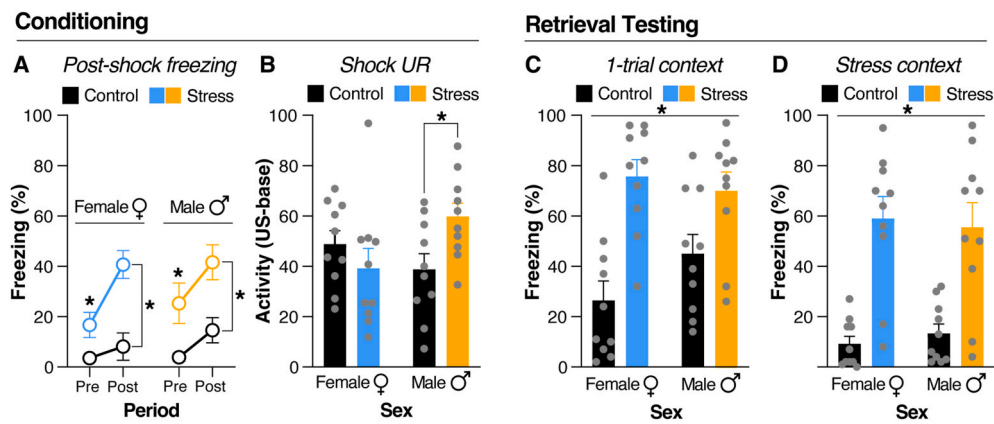 Conditioning
Retrieval Testing
A Post-shock freezing
Control Stress
Freezing (%)
100
80
60
40
20
0
Female ♀ Male ♂
* * * *
Pre Post Pre Post
Period
B Shock UR
Activity (US-base)
100
80
60
40
20
0
*
Female ♀ Male ♂
Sex
C 1-trial context
Control Stress
Freezing (%)
100
80
60
40
20
0
*
Female ♀ Male ♂
Sex
D Stress context
Control Stress
Freezing (%)
100
80
60
40
20
0
*
Female ♀ Male ♂
Sex